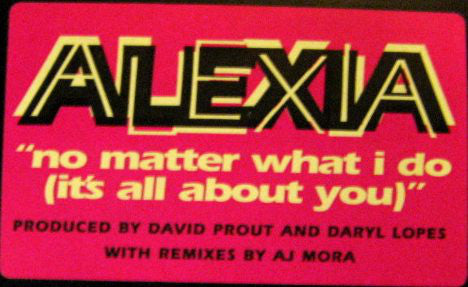 ALEXIA
"no matter what i do
(it's all about you)"
PRODUCED BY DAVID PROUT AND DARYL LOPES
WITH REMIXES BY AJ MORA